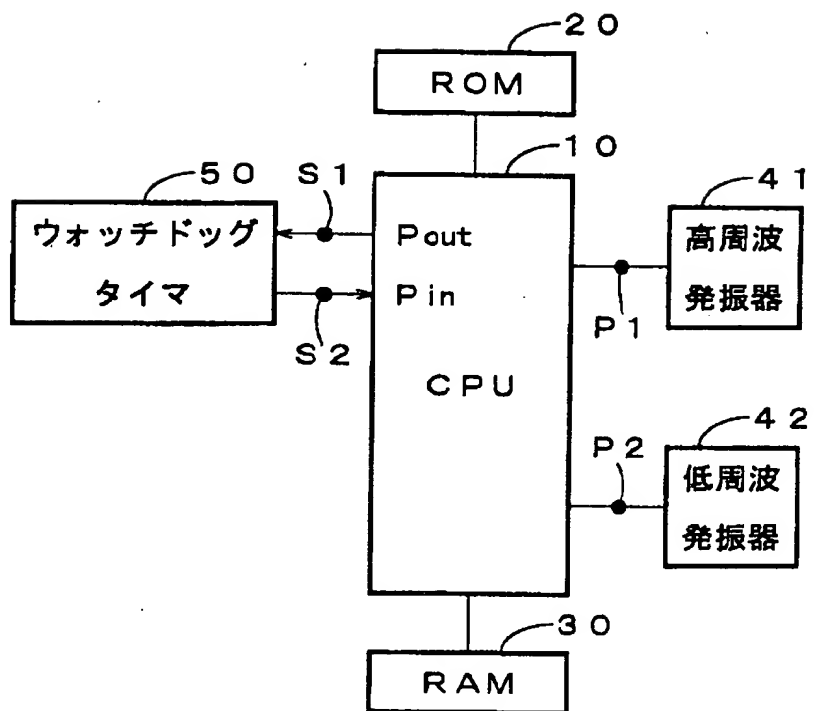 20
ROM
10
50
S1
41
ウォッチドッグ
タイマ
Pout
Pin
高周波
発振器
P1
S2
CPU
42
P2
低周波
発振器
30
RAM